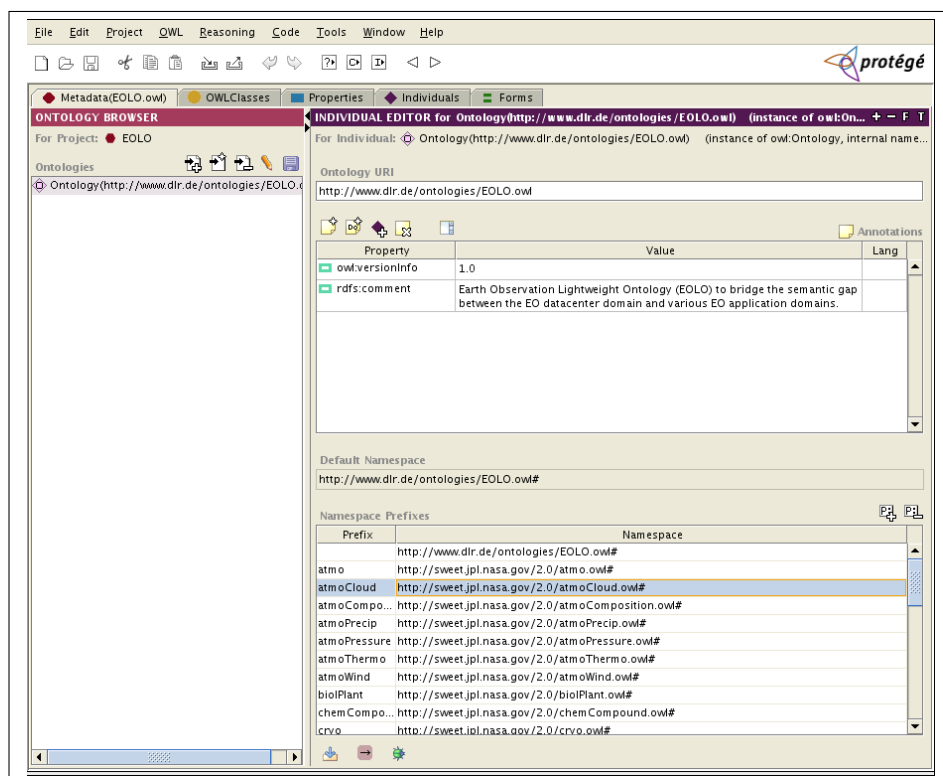 File Edit Project OWL Reasoning Code Tools Window Help
protégé
Metadata(EOLO.owl) OWLClasses Properties Individuals Forms
ONTOLOGY BROWSER
For Project: EOLO
Ontologies
Ontology(http://www.dlr.de/ontologies/EOLO.
INDIVIDUAL EDITOR for Ontology(http://www.dlr.de/ontologies/EOLO.owl) (instance of owl:On... + − F T
For Individual: Ontology(http://www.dlr.de/ontologies/EOLO.owl) (instance of owl:Ontology, internal name...
Ontology URI
http://www.dlr.de/ontologies/EOLO.owl
Annotations
Property Value Lang
owl:versionInfo 1.0
rdfs:comment Earth Observation Lightweight Ontology (EOLO) to bridge the semantic gap
between the EO datacenter domain and various EO application domains.
Default Namespace
http://www.dlr.de/ontologies/EOLO.owl#
Namespace Prefixes
Prefix Namespace
http://www.dlr.de/ontologies/EOLO.owl#
atmo http://sweet.jpl.nasa.gov/2.0/atmo.owl#
atmoCloud http://sweet.jpl.nasa.gov/2.0/atmoCloud.owl#
atmoCompo... http://sweet.jpl.nasa.gov/2.0/atmoComposition.owl#
atmoPrecip http://sweet.jpl.nasa.gov/2.0/atmoPrecip.owl#
atmoPressure http://sweet.jpl.nasa.gov/2.0/atmoPressure.owl#
atmoThermo http://sweet.jpl.nasa.gov/2.0/atmoThermo.owl#
atmoWind http://sweet.jpl.nasa.gov/2.0/atmoWind.owl#
biolPlant http://sweet.jpl.nasa.gov/2.0/biolPlant.owl#
chemCompo... http://sweet.jpl.nasa.gov/2.0/chemCompound.owl#
cryo http://sweet.jpl.nasa.gov/2.0/cryo.owl#